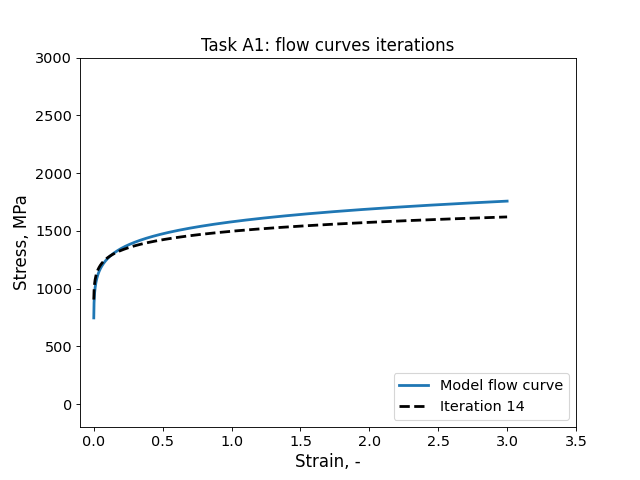 Task A1: flow curves iterations
3000
2500
2000
1500
1000
500
0
Stress, MPa
0.0 0.5 1.0 1.5 2.0 2.5 3.0 3.5
Strain, -
Model flow curve
Iteration 14